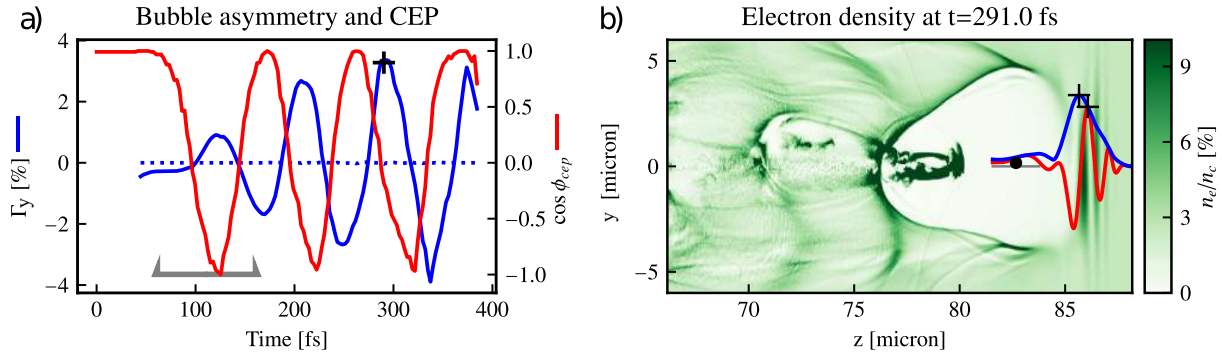 a) Bubble asymmetry and CEP
4
2
0
−2
−4
Γy [%]
1.0
0.5
0.0
−0.5
−1.0
cos ϕcep
0 100 200 300 400
Time [fs]
b) Electron density at t=291.0 fs
5
0
−5
y [micron]
70 75 80 85
z [micron]
9
6
3
0
ne/nc [%]